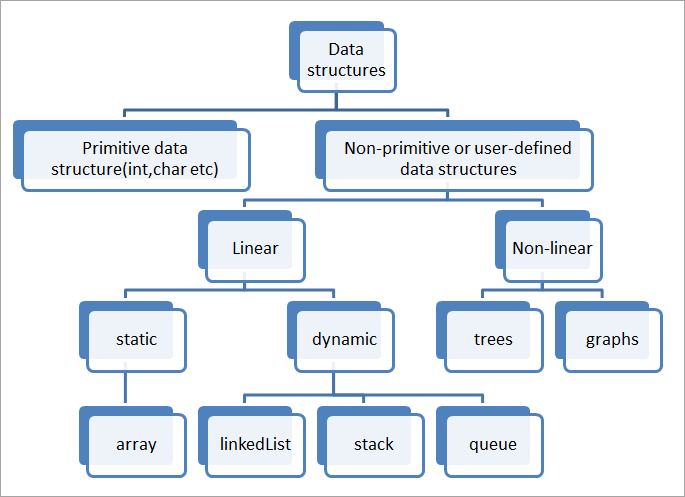 Data
structures
Primitive data
structure(int,char etc)
Non-primitive or user-defined
data structures
Linear
Non-linear
static
dynamic
trees
graphs
array
linkedList
stack
queue